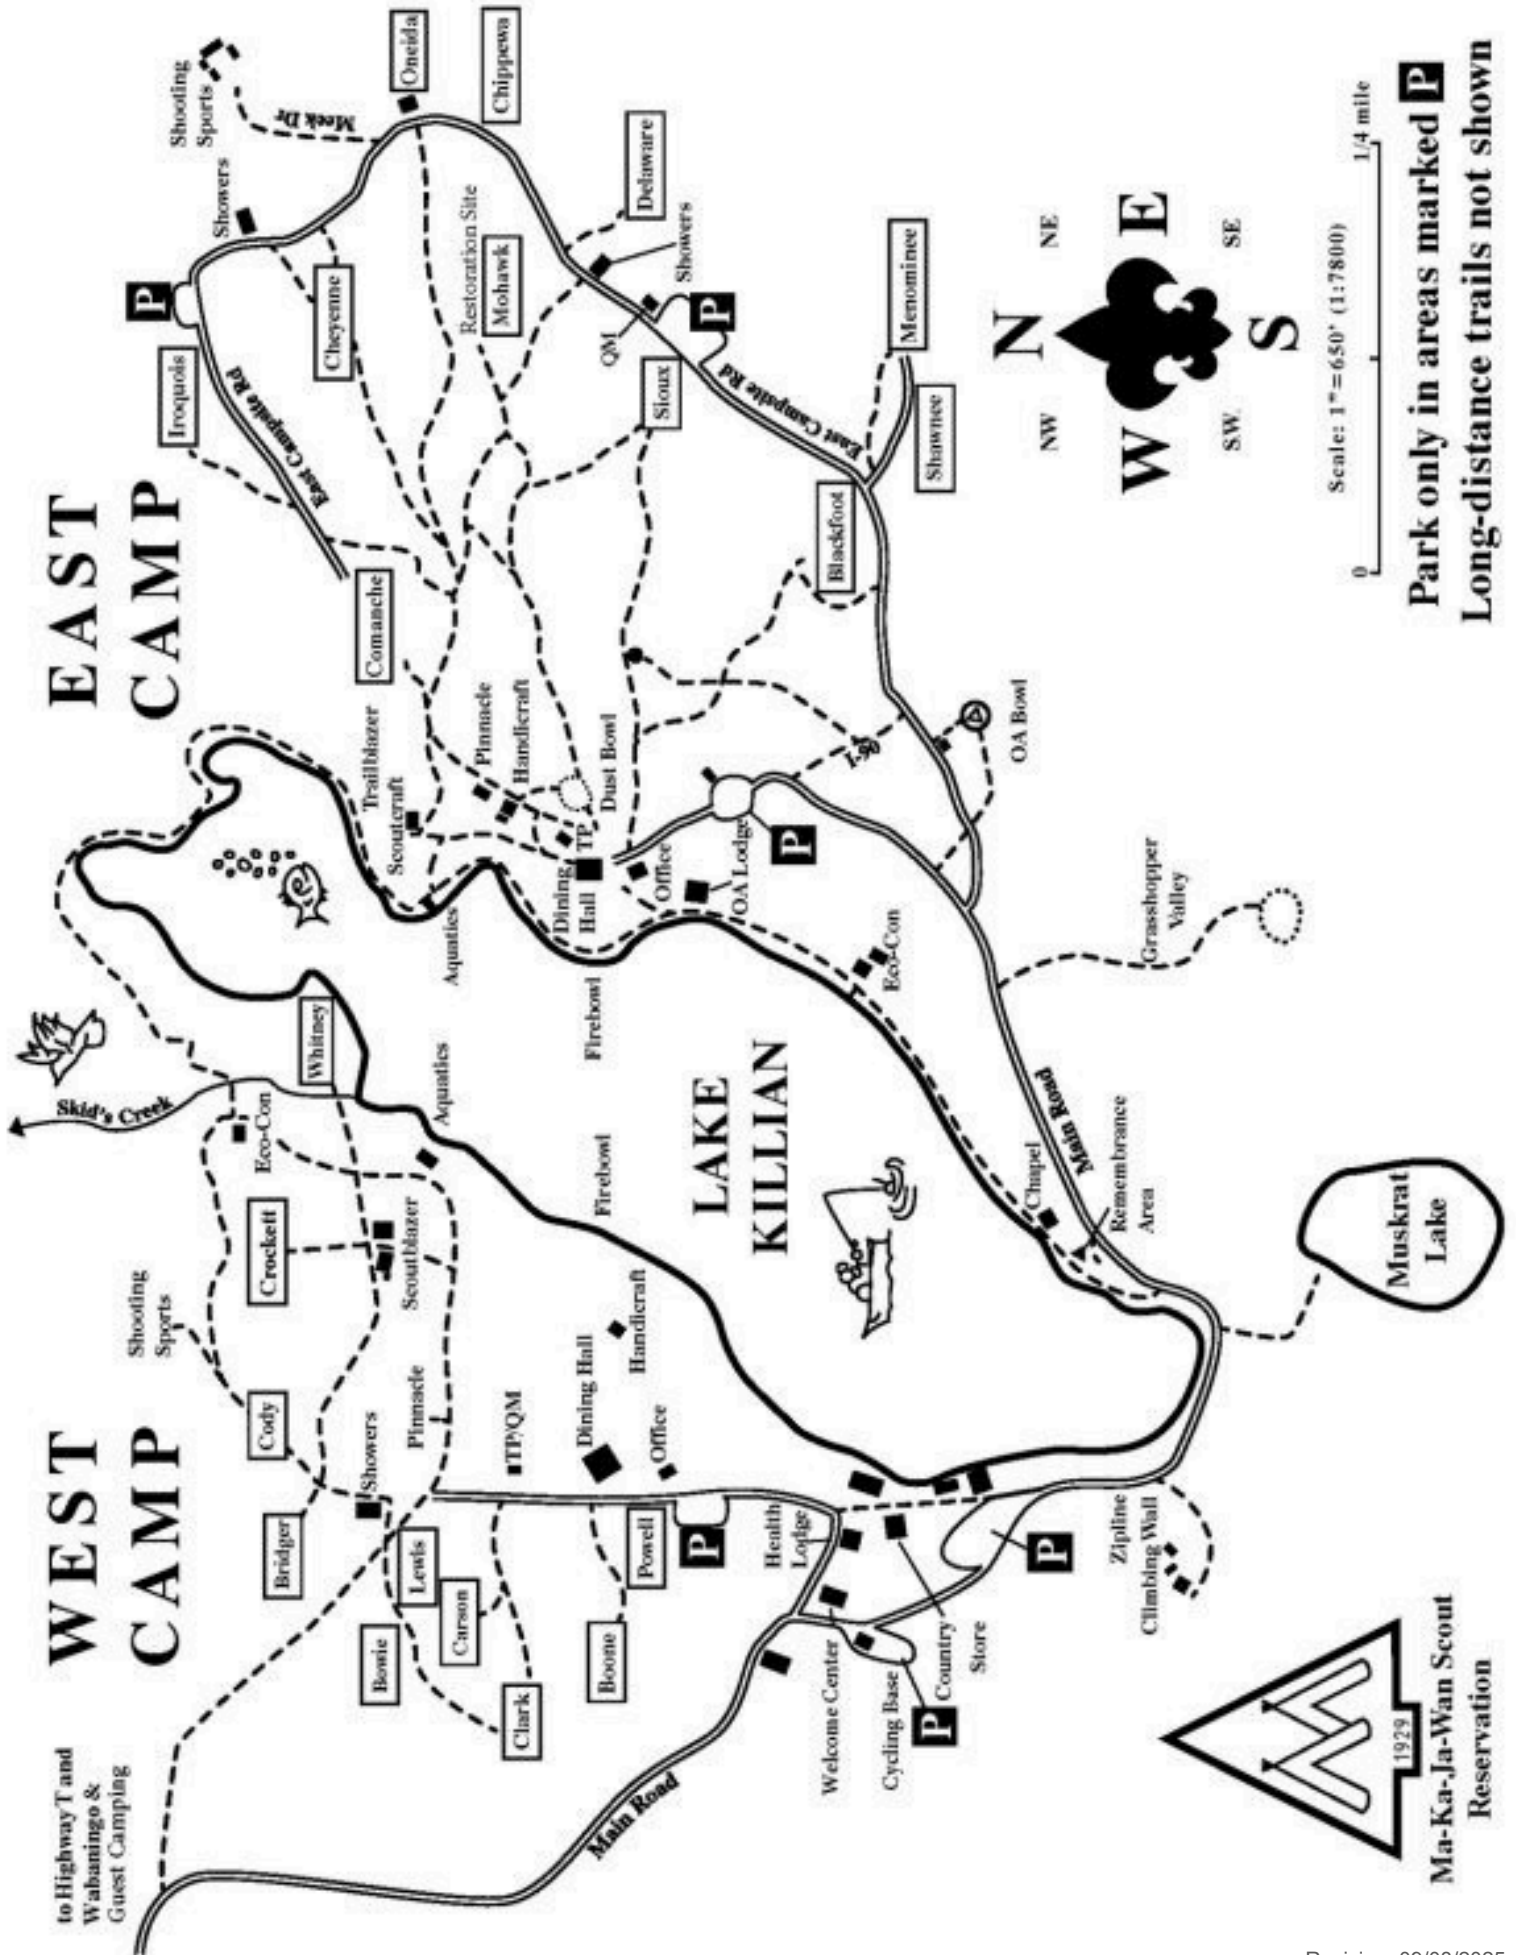 WEST
CAMP
EAST
CAMP
to Highway T and
Wabaningo &
Guest Camping
Skid's Creek
Shooting
Sports
Cody
Bridger
Showers
Pinnacle
Crockett
Scoutblazer
Eco-Con
Whitney
Aquatics
Firebowl
Handicraft
Dining Hall
Office
TP/QM
Lewis
Bowie
Carson
Clark
Boone
Powell
P
Health
Lodge
Welcome Center
Cycling Base
P
Country
Store
P
Zipline
Climbing Wall
Main Road
LAKE
KILLIAN
Muskrat
Lake
Chapel
Remembrance
Area
Main Road
Grasshopper
Valley
Eco-Con
OA Lodge
P
Office
Dining
Hall
TP
Dust Bowl
Firebowl
Aquatics
Trailblazer
Scoutcraft
Pinnacle
Handicraft
I-90
OA Bowl
Comanche
Iroquois
East Campsite Rd
P
Showers
Shooting
Sports
Meek Dr
Oneida
Chippewa
Cheyenne
Restoration Site
Mohawk
Delaware
Showers
QM
P
Sioux
East Campsite Rd
Blackfoot
Menominee
Shawnee
N
NW
NE
W
E
SW
SE
S
Scale: 1"=650' (1:7800)
0
1/4 mile
Park only in areas marked P
Long-distance trails not shown
1929
Ma-Ka-Ja-Wan Scout
Reservation